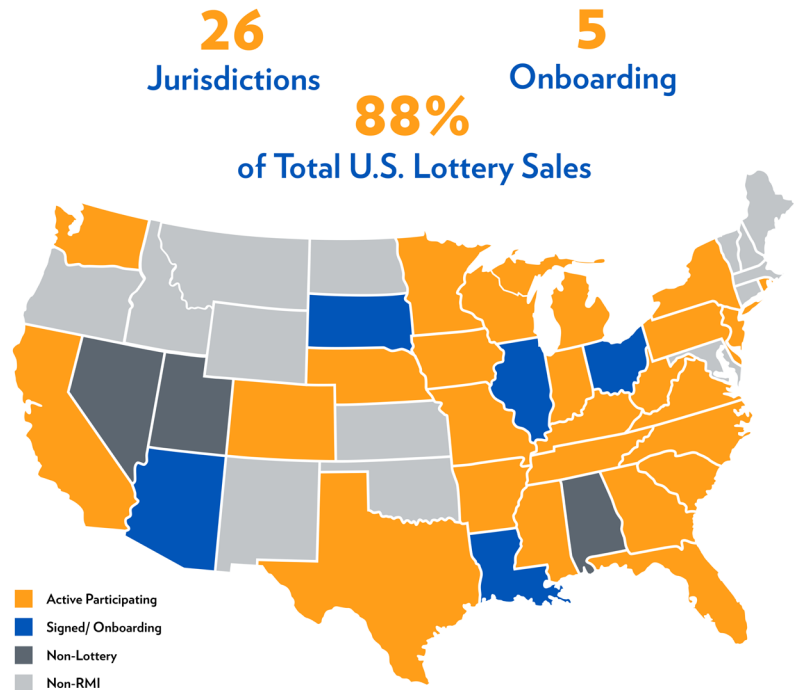 26
Jurisdictions
5
Onboarding
88%
of Total U.S. Lottery Sales
Active Participating
Signed/ Onboarding
Non-Lottery
Non-RMI